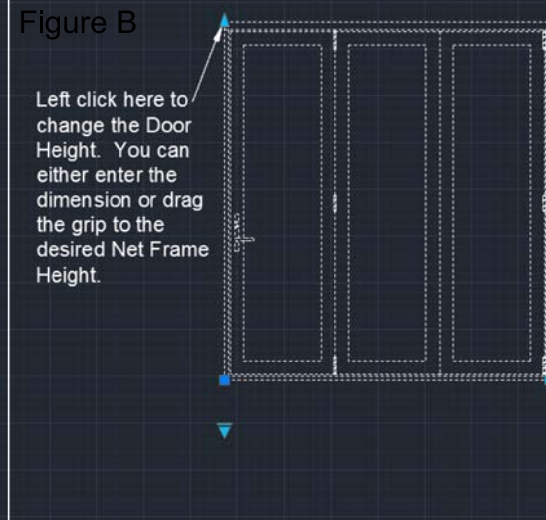 Figure B
Left click here to
change the Door
Height. You can
either enter the
dimension or drag
the grip to the
desired Net Frame
Height.